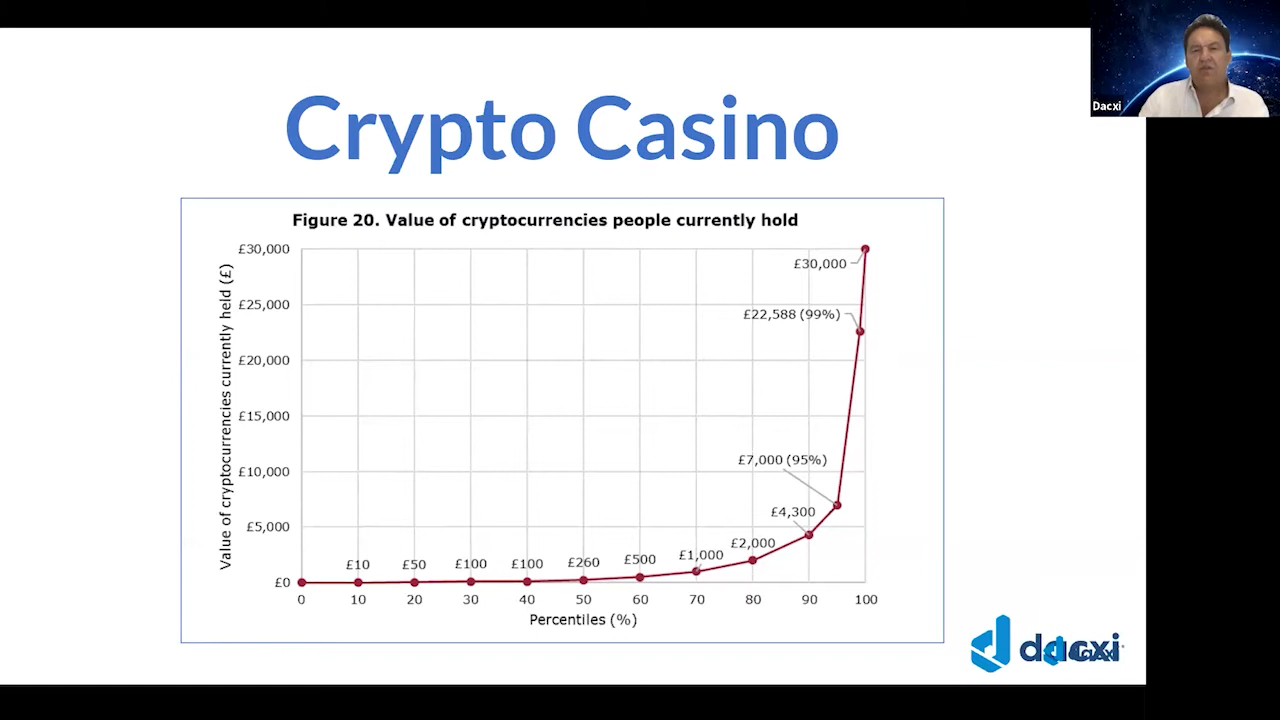 Crypto Casino
Dacxi
Figure 20. Value of cryptocurrencies people currently hold
Value of cryptocurrencies currently held (£)
£30,000
£25,000
£20,000
£15,000
£10,000
£5,000
£0
£30,000
£22,588 (99%)
£7,000 (95%)
£4,300
£2,000
£1,000
£500
£260
£100
£100
£50
£10
0 10 20 30 40 50 60 70 80 90 100
Percentiles (%)
dacxi